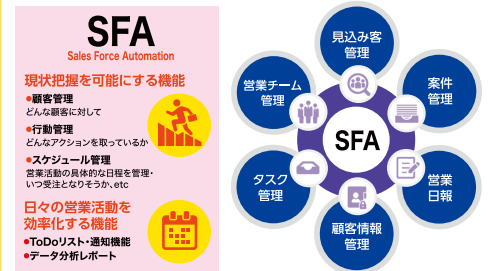 SFA
Sales Force Automation
現状把握を可能にする機能
●顧客管理
どんな顧客に対して
●行動管理
どんなアクションを取っているか
●スケジュール管理
営業活動の具体的な日程を管理・
いつ受注となりそうか、etc
日々の営業活動を
効率化する機能
●ToDoリスト・通知機能
●データ分析レポート
見込み客
管理
案件
管理
営業
日報
顧客情報
管理
タスク
管理
営業チーム
管理
SFA